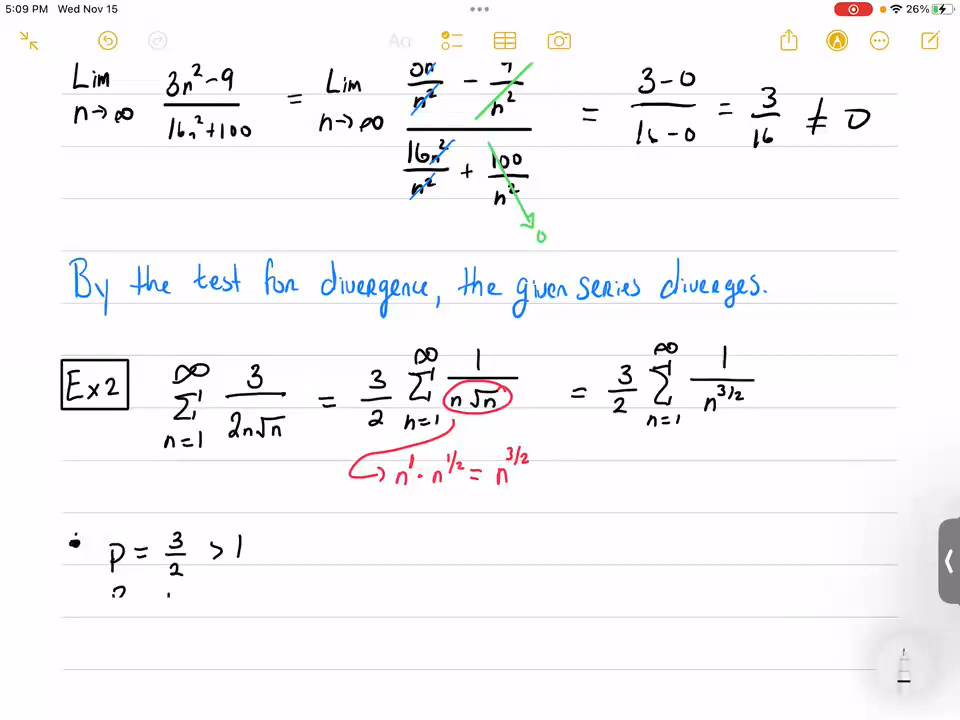 5:09 PM Wed Nov 15
26%
Aa
Lim n→∞ 3n²-9 / 16n²+100 = Lim n→∞ n² - n² / 16n²/n² + 100/n² = 3-0 / 16-0 = 3/16 ≠ 0
0
By the test for divergence, the given series diverges.
Ex 2 ∞ Σ n=1 3 / 2n√n = 3/2 ∞ Σ n=1 1 / n√n = 3/2 ∞ Σ n=1 1 / n^3/2
n¹ · n^1/2 = n^3/2
• P = 3/2 > 1